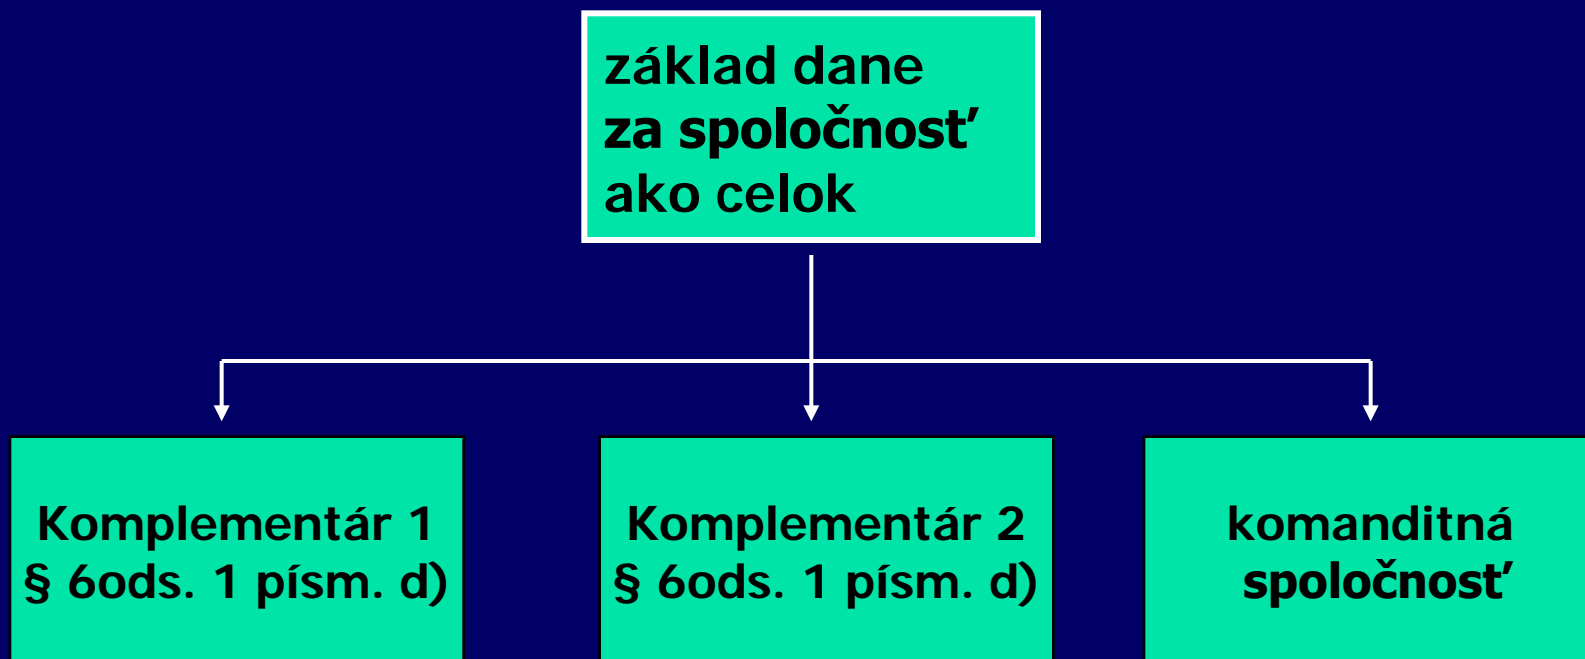 základ dane
za spoločnosť
ako celok
Komplementár 1
§ 6ods. 1 písm. d)
Komplementár 2
§ 6ods. 1 písm. d)
komanditná
spoločnosť